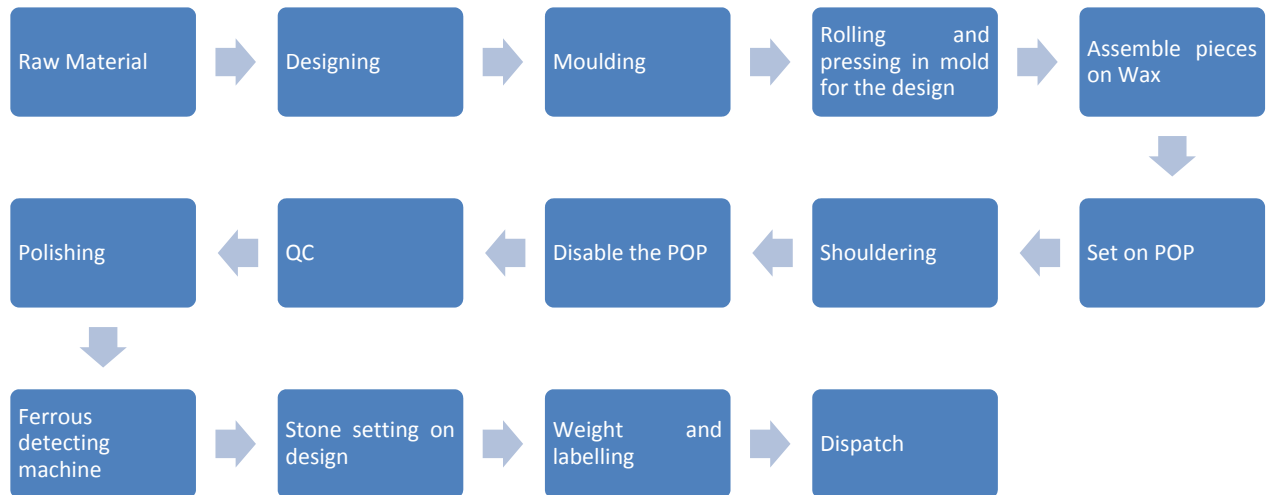 Raw Material
Designing
Moulding
Rolling and
pressing in mold
for the design
Assemble pieces
on Wax
Set on POP
Shouldering
Disable the POP
QC
Polishing
Ferrous
detecting
machine
Stone setting on
design
Weight and
labelling
Dispatch